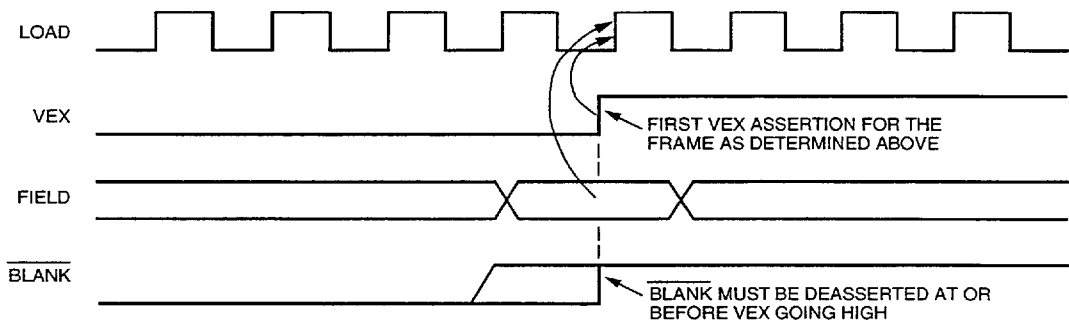 LOAD
VEX
FIRST VEX ASSERTION FOR THE
FRAME AS DETERMINED ABOVE
FIELD
BLANK
BLANK MUST BE DEASSERTED AT OR
BEFORE VEX GOING HIGH